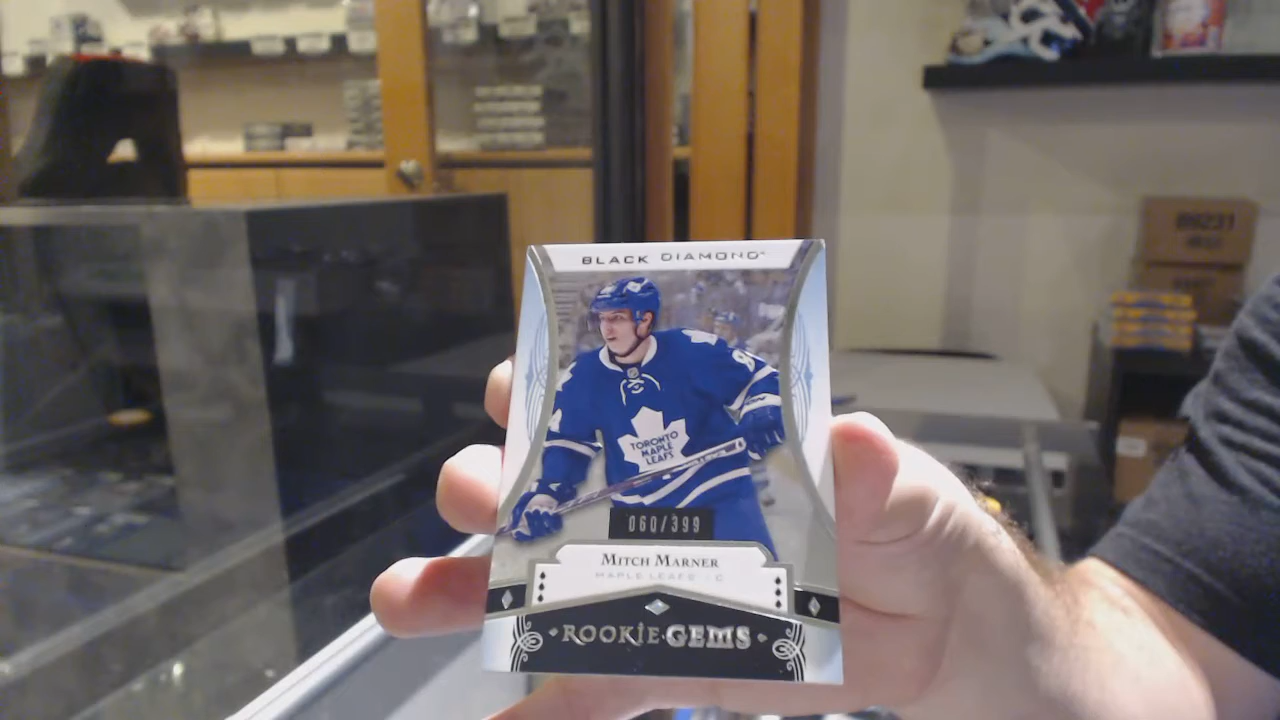 BLACK DIAMOND
TORONTO
MAPLE
LEAFS
060/399
MITCH MARNER
MAPLE LEAFS · C
ROOKIE GEMS